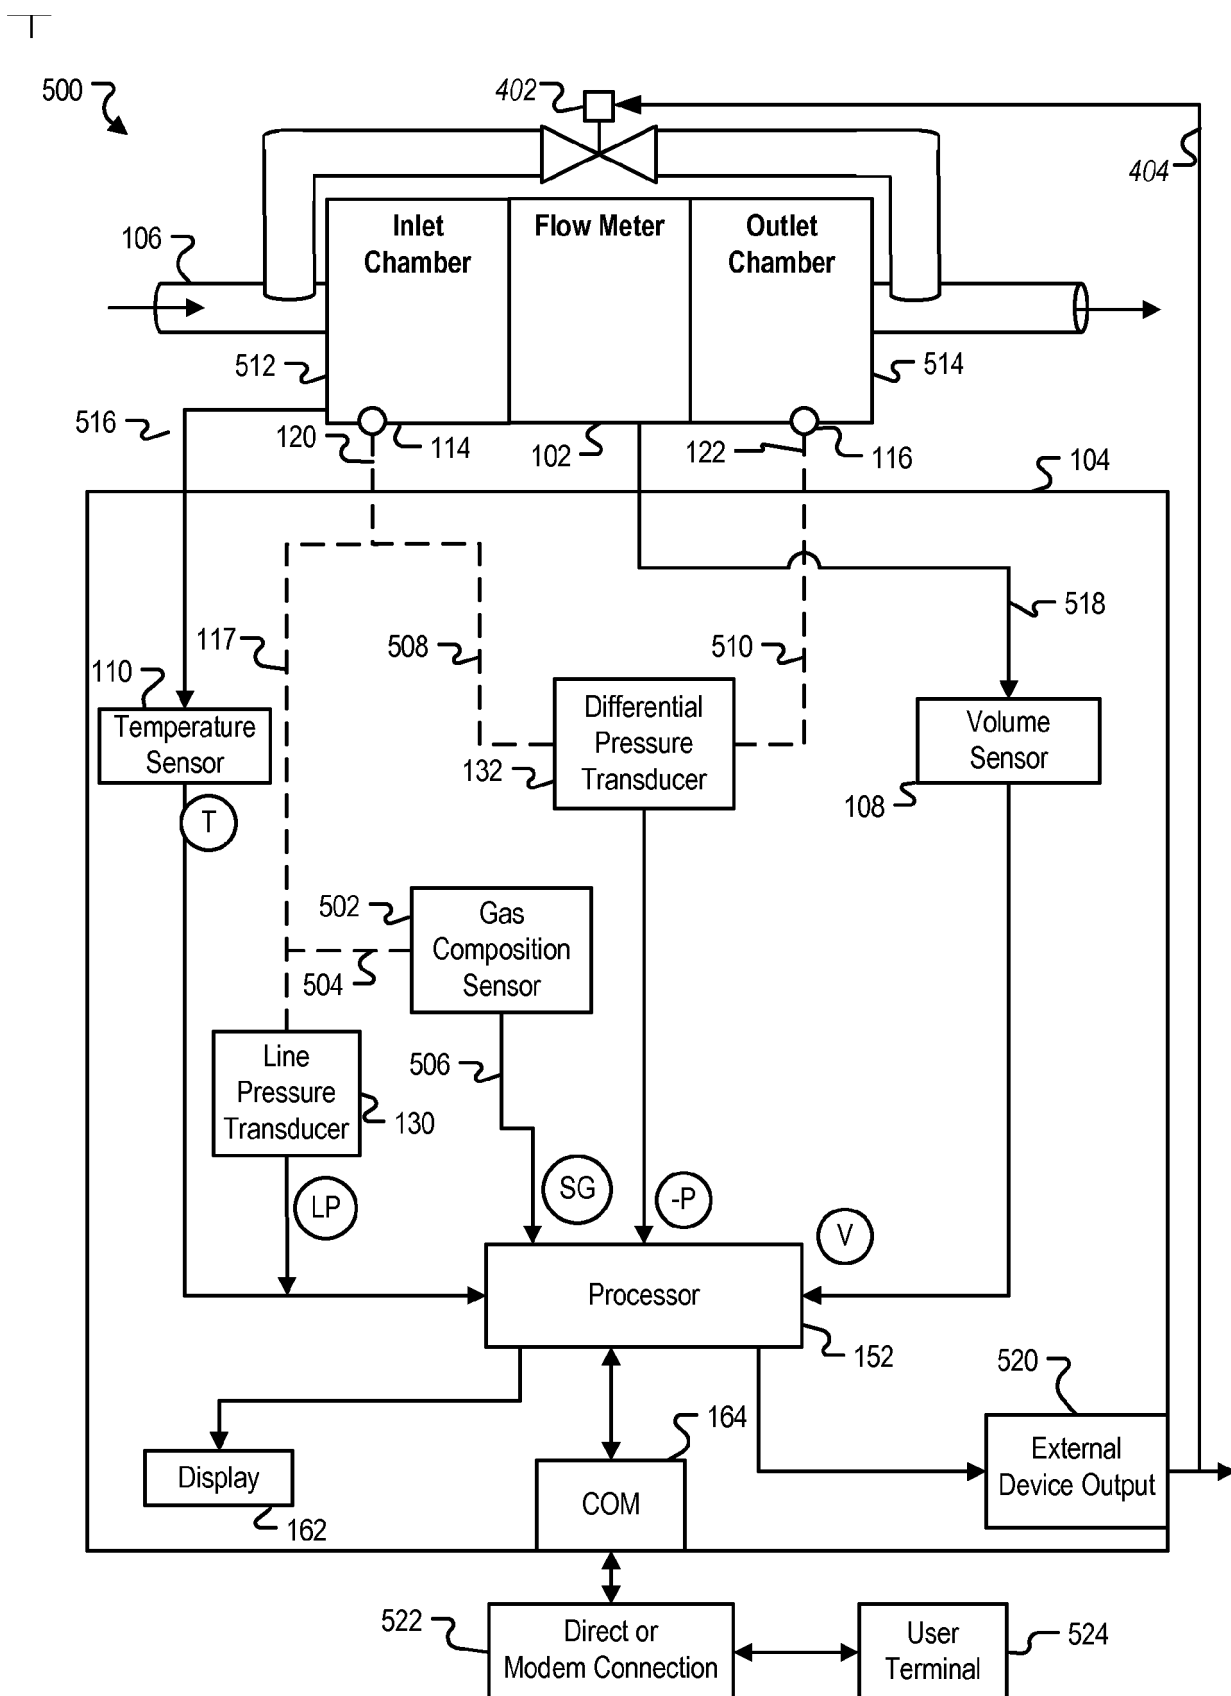 500
402
404
Inlet
Chamber
Flow Meter
Outlet
Chamber
106
512
514
516
120
114
102
122
116
104
518
117
508
510
110
Temperature
Sensor
Differential
Pressure
Transducer
132
Volume
Sensor
108
T
502
Gas
Composition
Sensor
504
506
Line
Pressure
Transducer
130
LP
SG
-P
V
Processor
152
520
164
External
Device Output
Display
162
COM
522
Direct or
Modem Connection
User
Terminal
524